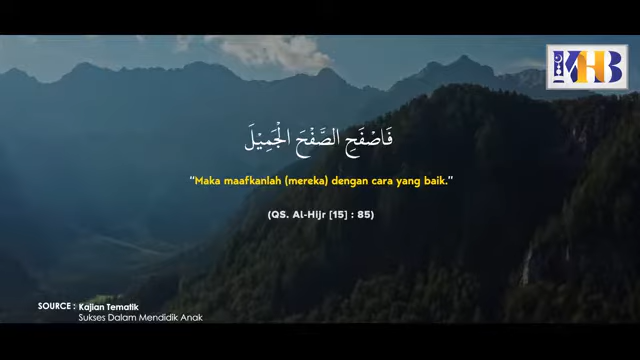 MHB
فَاصْفَحِ الصَّفْحَ الْجَمِيْلَ
“Maka maafkanlah (mereka) dengan cara yang baik.”
(QS. Al-Hijr [15] : 85)
SOURCE : Kajian Tematik
Sukses Dalam Mendidik Anak